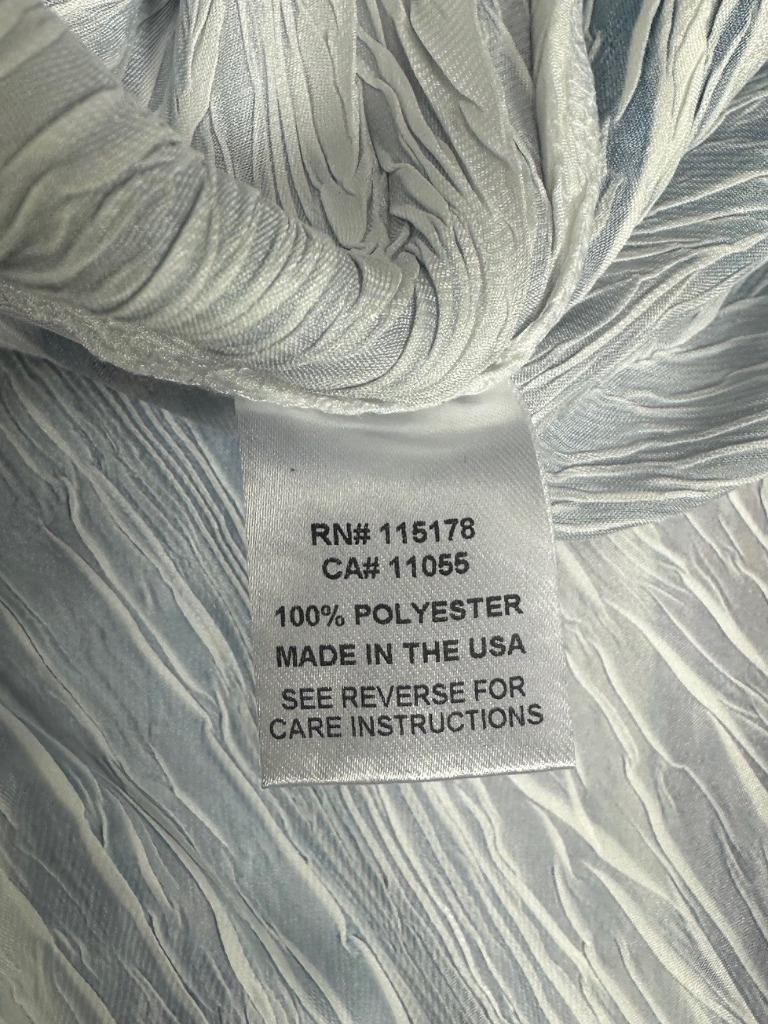 RN# 115178
CA# 11055
100% POLYESTER
MADE IN THE USA
SEE REVERSE FOR
CARE INSTRUCTIONS